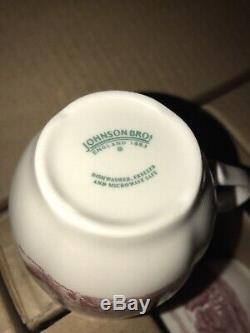 JOHNSON BROS
ENGLAND 1883
®
DISHWASHER, FREEZER
AND MICROWAVE SAFE